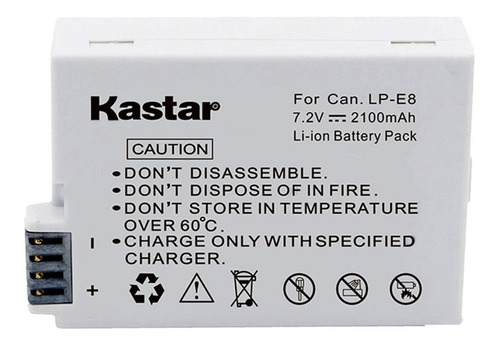 Kastar
For Can. LP-E8
7.2V ⎓ 2100mAh
Li-ion Battery Pack
CAUTION
•DON'T DISASSEMBLE.
•DON'T DISPOSE OF IN FIRE.
•DON'T STORE IN TEMPERATURE
OVER 60℃.
•CHARGE ONLY WITH SPECIFIED
CHARGER.
−
+